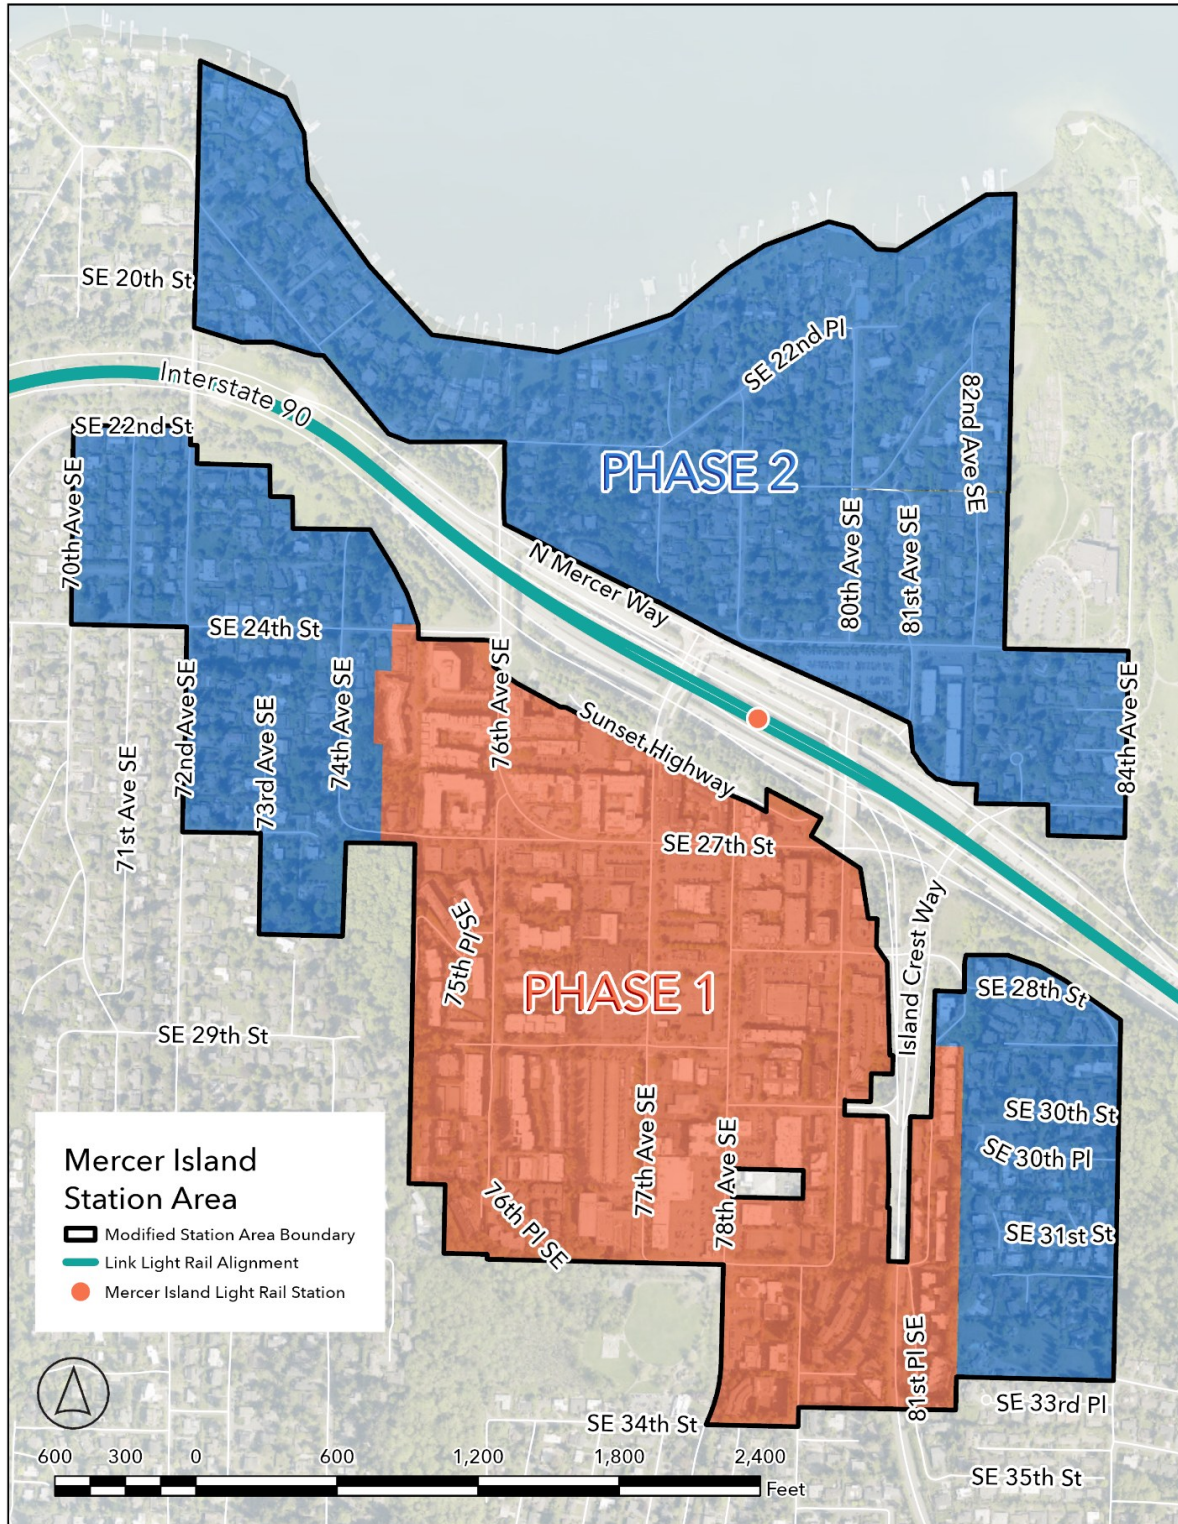 SE 20th St
SE 22nd Pl
Interstate 90
82nd Ave SE
SE 22nd St
PHASE 2
70th Ave SE
80th Ave SE
81st Ave SE
N Mercer Way
SE 24th St
72nd Ave SE
73rd Ave SE
74th Ave SE
76th Ave SE
84th Ave SE
Sunset Highway
71st Ave SE
SE 27th St
75th Pl SE
Island Crest Way
PHASE 1
SE 28th St
SE 29th St
77th Ave SE
78th Ave SE
SE 30th St
SE 30th Pl
76th Pl SE
SE 31st St
Mercer Island
Station Area
Modified Station Area Boundary
Link Light Rail Alignment
Mercer Island Light Rail Station
81st Pl SE
SE 33rd Pl
SE 34th St
SE 35th St
600 300 0 600 1,200 1,800 2,400
Feet